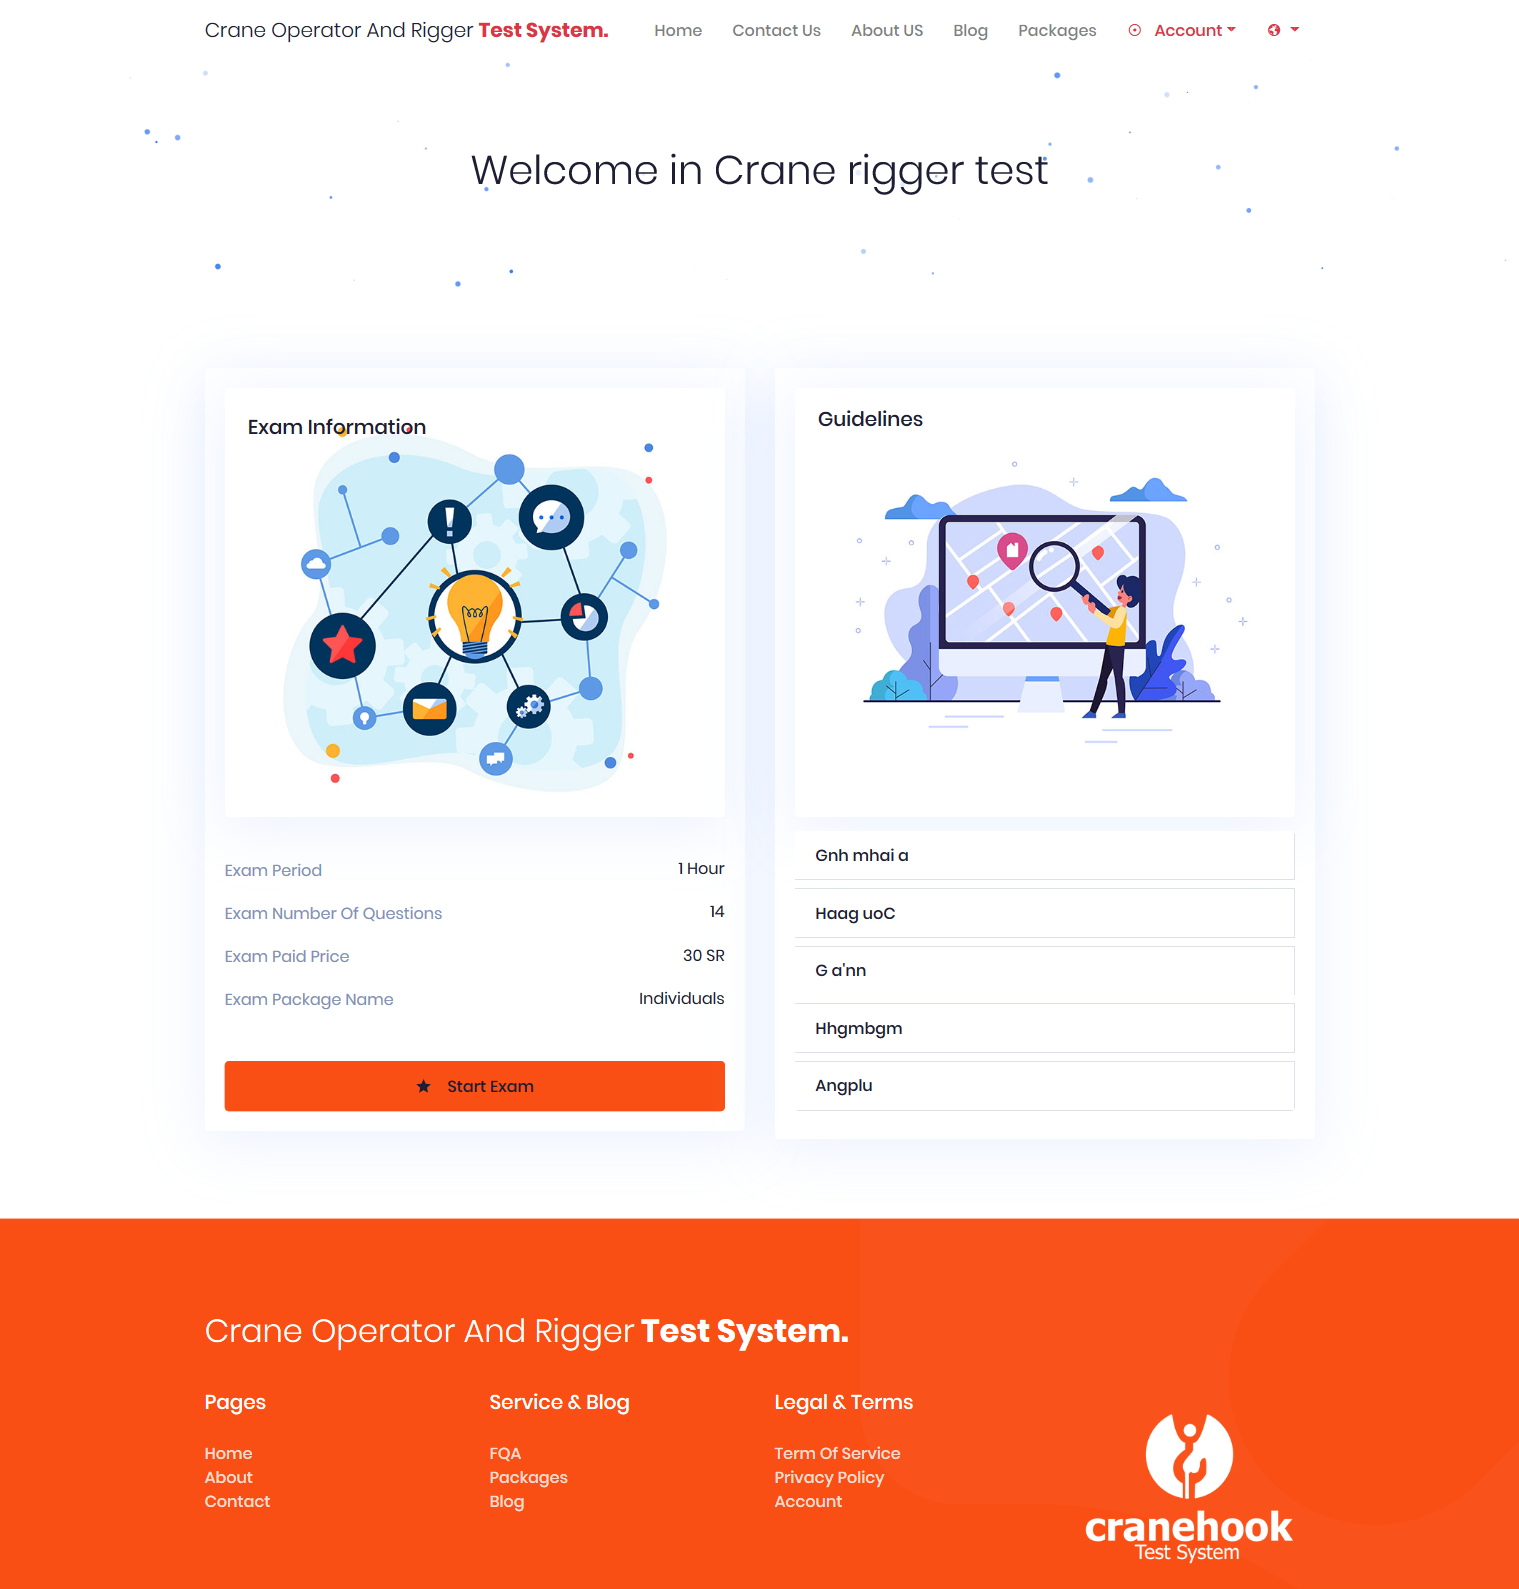 Crane Operator And Rigger Test System.
Home
Contact Us
About US
Blog
Packages
Account
Welcome in Crane rigger test
Exam Information
Exam Period
1 Hour
Exam Number Of Questions
14
Exam Paid Price
30 SR
Exam Package Name
Individuals
Start Exam
Guidelines
Gnh mhai a
Haag uoC
G a'nn
Hhgmbgm
Angplu
Crane Operator And Rigger Test System.
Pages
Home
About
Contact
Service & Blog
FQA
Packages
Blog
Legal & Terms
Term Of Service
Privacy Policy
Account
cranehook
Test System